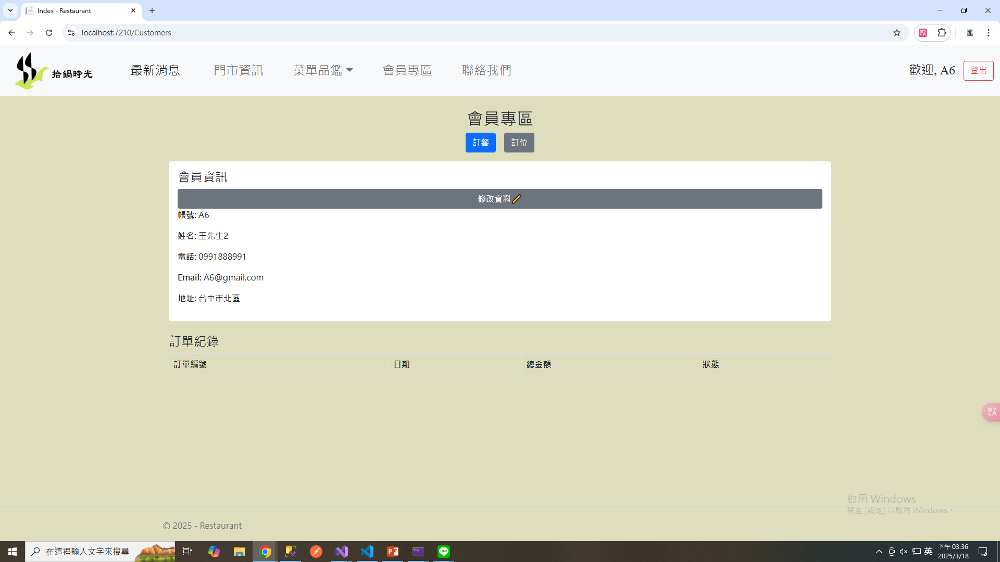 Index - Restaurant
localhost:7210/Customers
拾鍋時光
最新消息 門市資訊 菜單品鑑 會員專區 聯絡我們
歡迎, A6 登出
會員專區
訂餐 訂位
會員資訊
修改資料
帳號: A6
姓名: 王先生2
電話: 0991888991
Email: A6@gmail.com
地址: 台中市北區
訂單紀錄
訂單編號 日期 總金額 狀態
啟用 Windows
移至 [設定] 以啟用 Windows。
© 2025 - Restaurant
在這裡輸入文字來搜尋
LINE
英
下午 03:36
2025/3/18